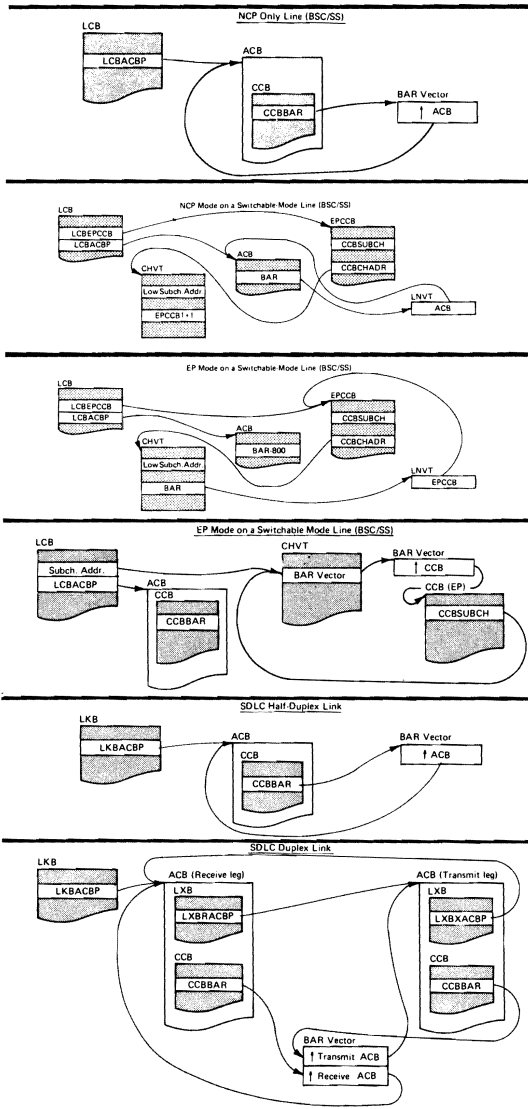 NCP Only Line (BSC/SS)
LCB
LCBACBP
ACB
CCB
CCBBAR
BAR Vector
↑ ACB
NCP Mode on a Switchable-Mode Line (BSC/SS)
LCB
LCBEPCCB
LCBACBP
CHVT
Low Subch. Addr.
EPCCB1+1
ACB
BAR
EPCCB
CCBSUBCH
CCBCHADR
LNVT
ACB
EP Mode on a Switchable-Mode Line (BSC/SS)
LCB
LCBEPCCB
LCBACBP
CHVT
Low Subch. Addr.
BAR
ACB
BAR-800
EPCCB
CCBSUBCH
CCBCHADR
LNVT
EPCCB
EP Mode on a Switchable Mode Line (BSC/SS)
LCB
Subch. Addr.
LCBACBP
ACB
CCB
CCBBAR
CHVT
BAR Vector
BAR Vector
↑ CCB
CCB (EP)
CCBSUBCH
SDLC Half-Duplex Link
LKB
LKBACBP
ACB
CCB
CCBBAR
BAR Vector
↑ ACB
SDLC Duplex Link
LKB
LKBACBP
ACB (Receive leg)
LXB
LXBRACBP
CCB
CCBBAR
ACB (Transmit leg)
LXB
LXBXACBP
CCB
CCBBAR
BAR Vector
↑ Transmit ACB
↑ Receive ACB